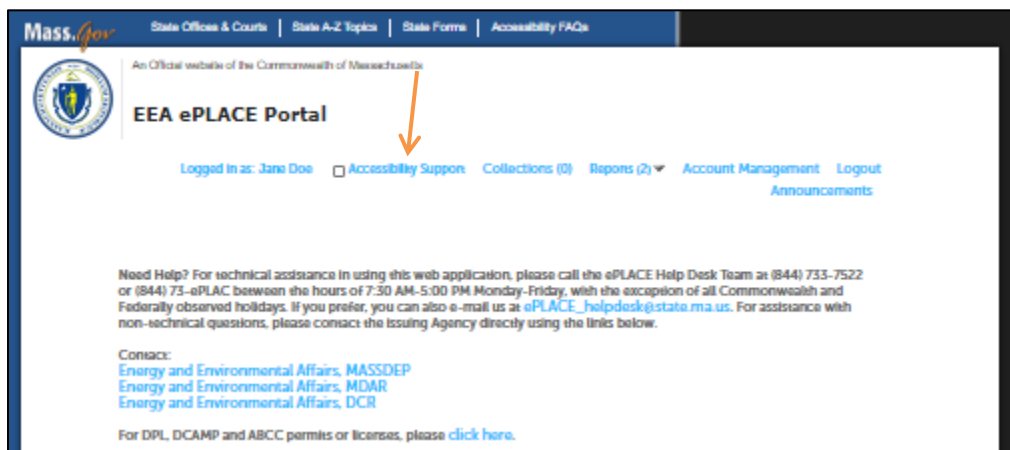 Mass.Gov State Offices & Courts State A-Z Topics State Forms Accessibility FAQs
An Official website of the Commonwealth of Massachusetts
EEA ePLACE Portal
Logged in as: Jane Doe Accessibility Support Collections (0) Reports (2) Account Management Logout
Announcements
Need Help? For technical assistance in using this web application, please call the ePLACE Help Desk Team at (844) 733-7522
or (844) 73-ePLAC between the hours of 7:30 AM-5:00 PM Monday-Friday, with the exception of all Commonwealth and
Federally observed holidays. If you prefer, you can also e-mail us at ePLACE_helpdesk@state.ma.us. For assistance with
non-technical questions, please contact the issuing Agency directly using the links below.
Contact:
Energy and Environmental Affairs, MASSDEP
Energy and Environmental Affairs, MDAR
Energy and Environmental Affairs, DCR
For DPL, DCAMP and ABCC permits or licenses, please click here.